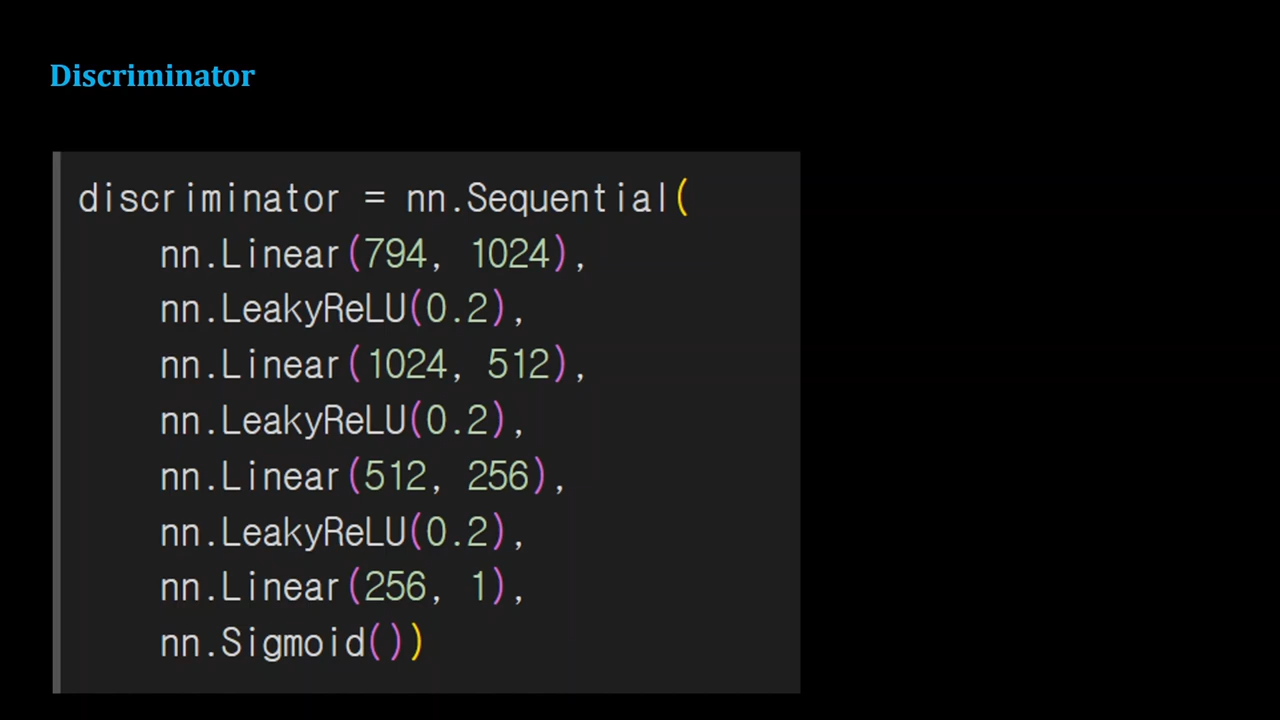 Discriminator
discriminator = nn.Sequential(
nn.Linear(794, 1024),
nn.LeakyReLU(0.2),
nn.Linear(1024, 512),
nn.LeakyReLU(0.2),
nn.Linear(512, 256),
nn.LeakyReLU(0.2),
nn.Linear(256, 1),
nn.Sigmoid())